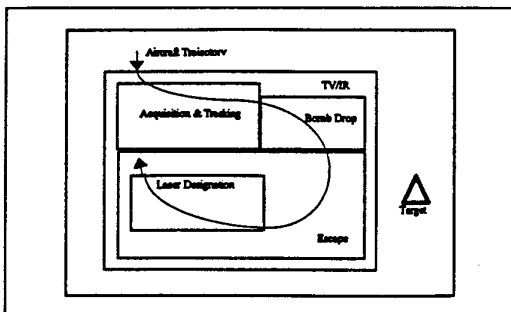 Aircraft Trajectory
TV/IR
Acquisition & Tracking
Bomb Drop
Laser Designation
Target
Escape